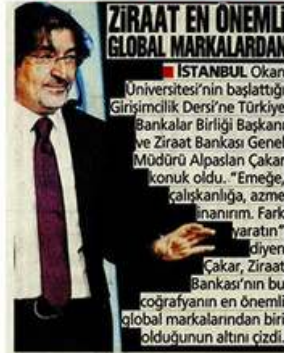 ZİRAAT EN ÖNEMLİ
GLOBAL MARKALARDAN
İSTANBUL Okan
Üniversitesi'nin başlattığı
Girişimcilik Dersi'ne Türkiye
Bankalar Birliği Başkanı
ve Ziraat Bankası Genel
Müdürü Alpaslan Çakar
konuk oldu. "Emeğe,
çalışkanlığa, azme
inanırım. Fark
yaratın"
diyen
Çakar, Ziraat
Bankası'nın bu
coğrafyanın en önemli
global markalarından biri
olduğunun altını çizdi.